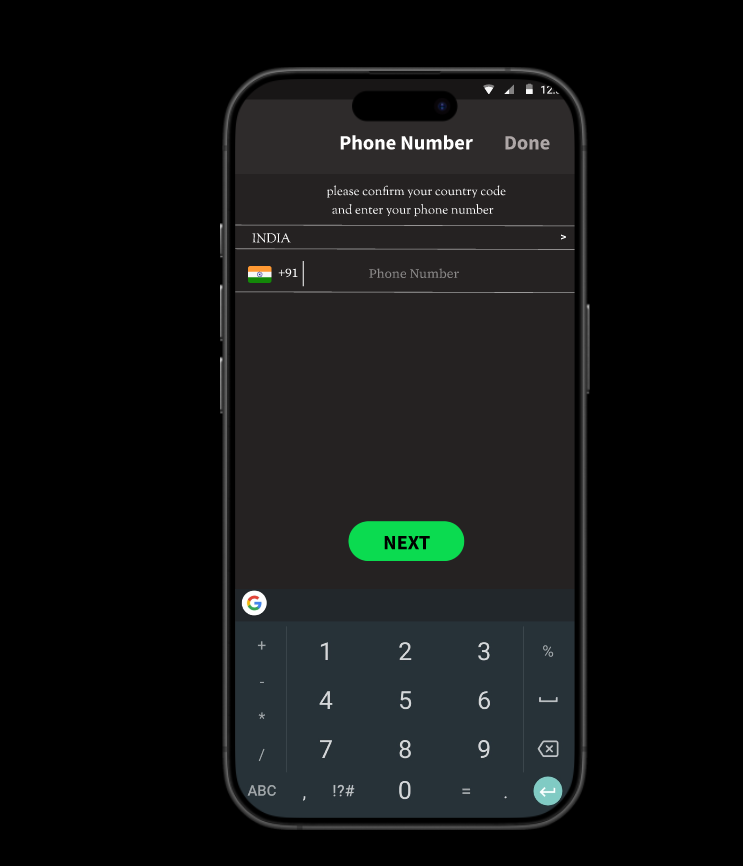 Phone Number Done
please confirm your country code
and enter your phone number
INDIA >
+91 Phone Number
NEXT
G
+ 1 2 3 %
-
4 5 6
*
7 8 9
/
ABC , !?# 0 = .